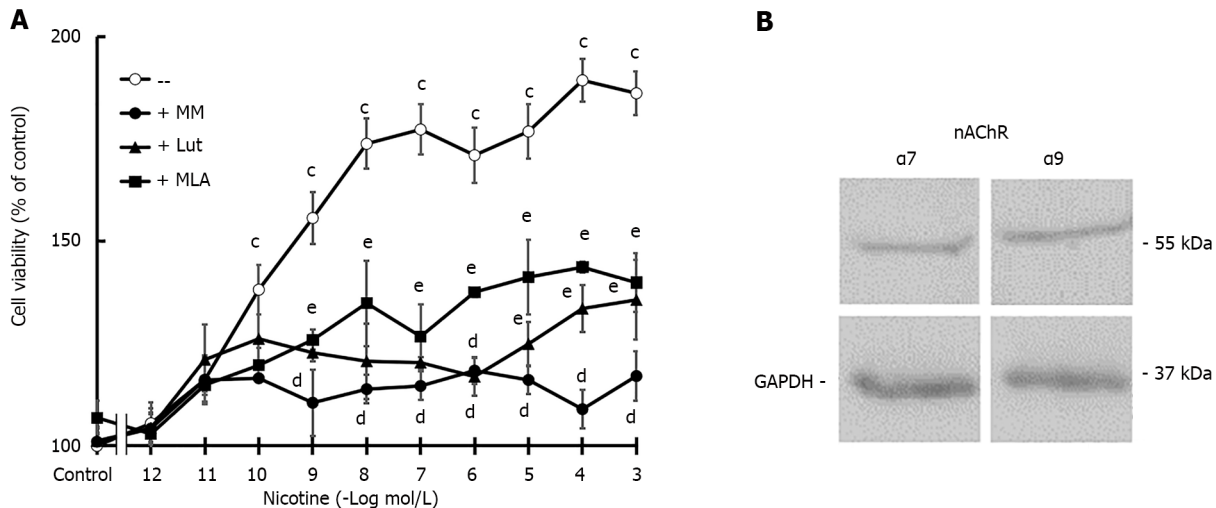 A
200
150
100
Cell viability (% of control)
--
+ MM
+ Lut
+ MLA
c
c
c
c
c
c
c
c
e
e
e
e
e
e
e
e
e
e
d
d
d
d
d
d
d
Control 12 11 10 9 8 7 6 5 4 3
Nicotine (-Log mol/L)
B
nAChR
α7 α9
- 55 kDa
GAPDH -
- 37 kDa